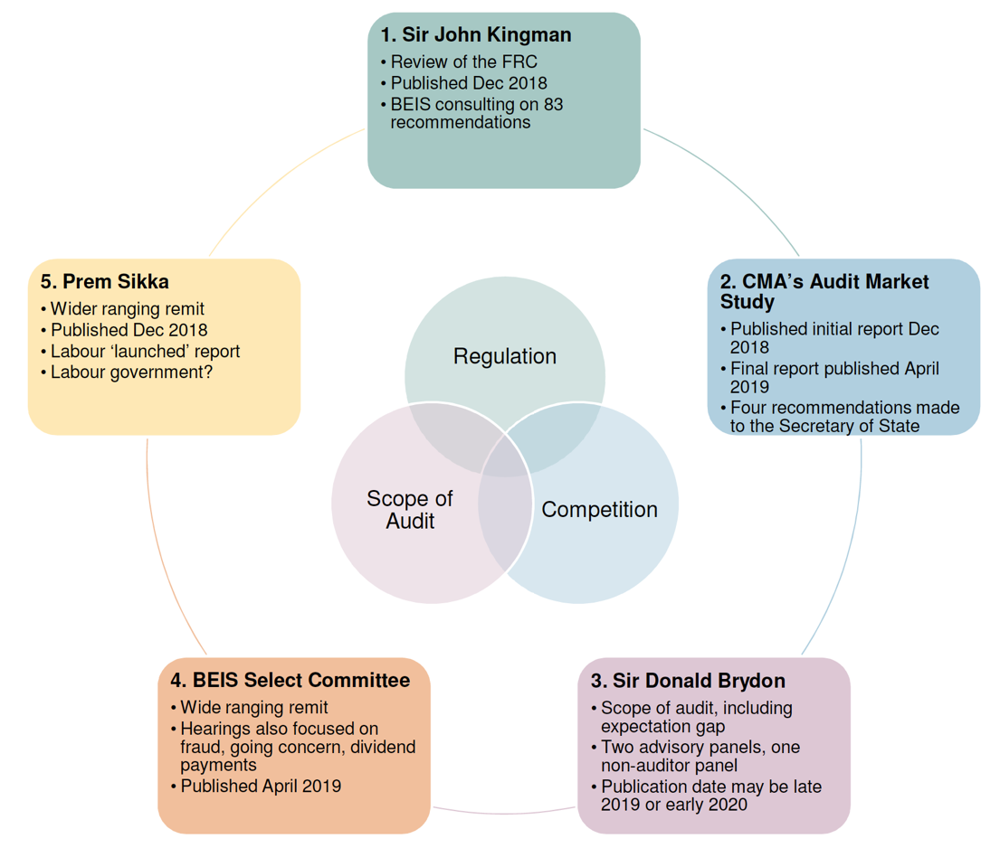 1. Sir John Kingman
• Review of the FRC
• Published Dec 2018
• BEIS consulting on 83
recommendations
2. CMA’s Audit Market
Study
• Published initial report Dec
2018
• Final report published April
2019
• Four recommendations made
to the Secretary of State
3. Sir Donald Brydon
• Scope of audit, including
expectation gap
• Two advisory panels, one
non-auditor panel
• Publication date may be late
2019 or early 2020
4. BEIS Select Committee
• Wide ranging remit
• Hearings also focused on
fraud, going concern, dividend
payments
• Published April 2019
5. Prem Sikka
• Wider ranging remit
• Published Dec 2018
• Labour ‘launched’ report
• Labour government?
Regulation
Scope of
Audit
Competition